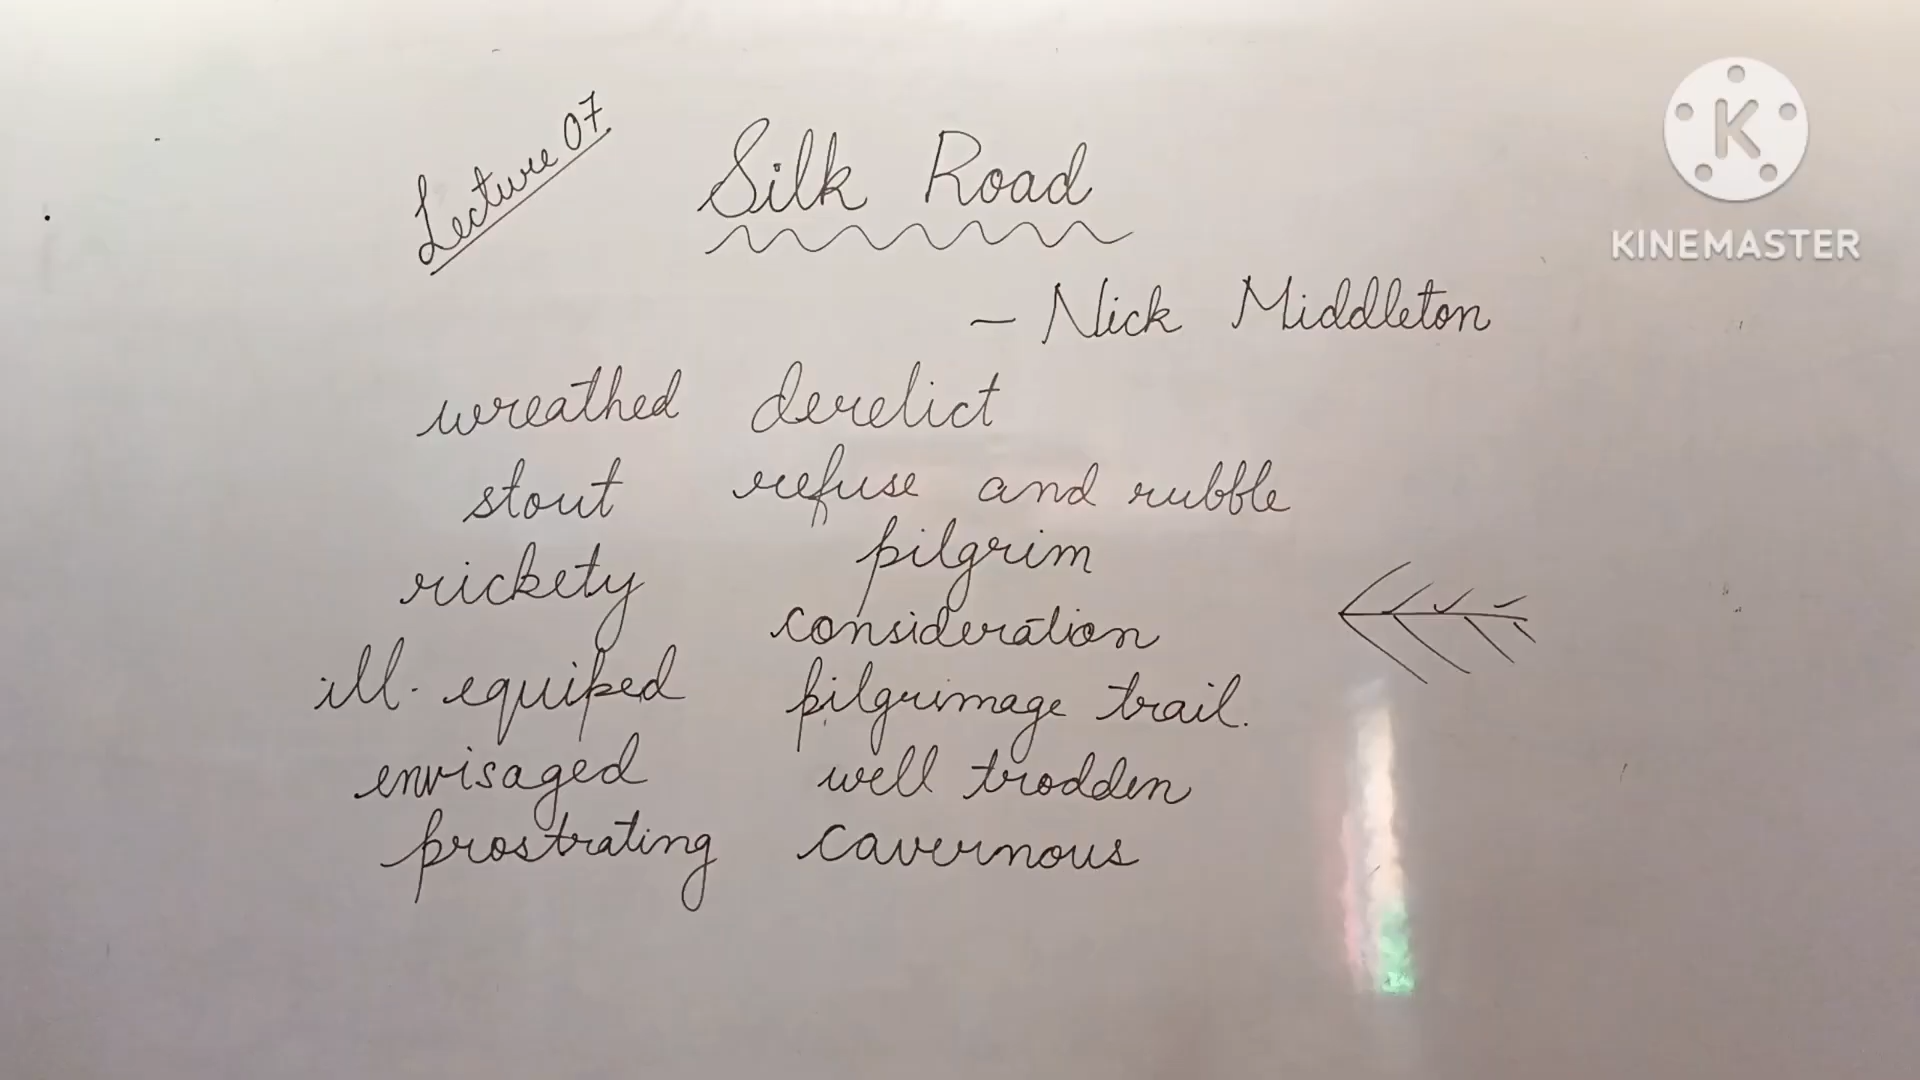 Lecture 07
Silk Road
- Nick Middleton
wreathed derelict
stout refuse and rubble
rickety pilgrim
consideration
ill-equiped pilgrimage trail.
envisaged well trodden
prostrating cavernous
K
KINEMASTER